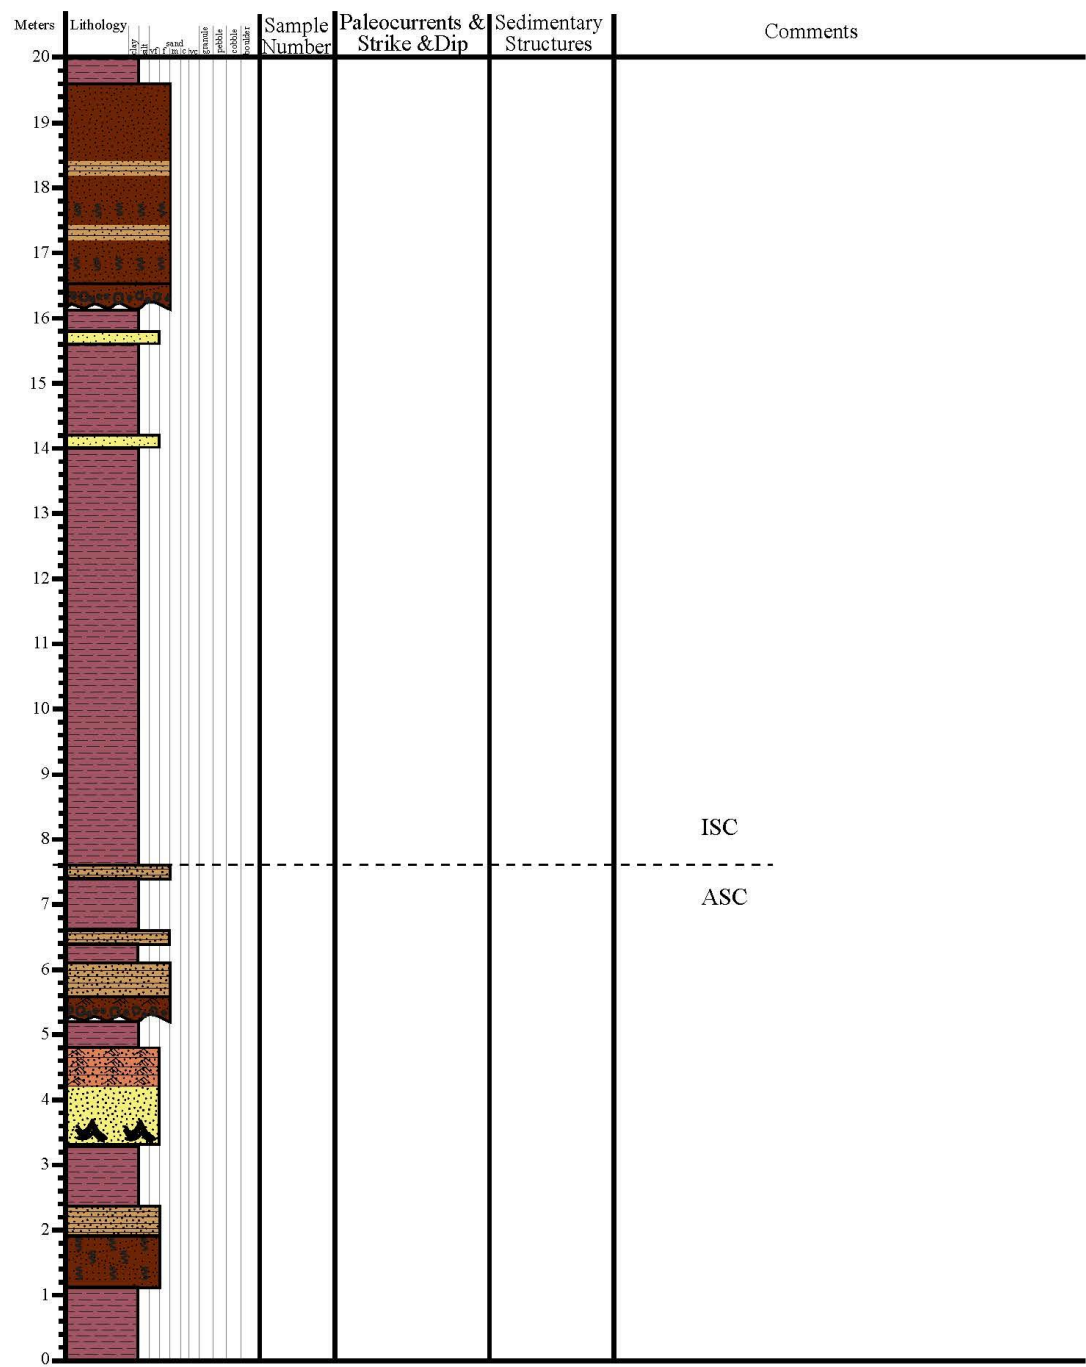 Meters
Lithology
clay
silt
vf
f
sand
m
c
vc
granule
pebble
cobble
boulder
Sample
Number
Paleocurrents &
Strike &Dip
Sedimentary
Structures
Comments
20
19
18
17
16
15
14
13
12
11
10
9
8
ISC
ASC
7
6
5
4
3
2
1
0